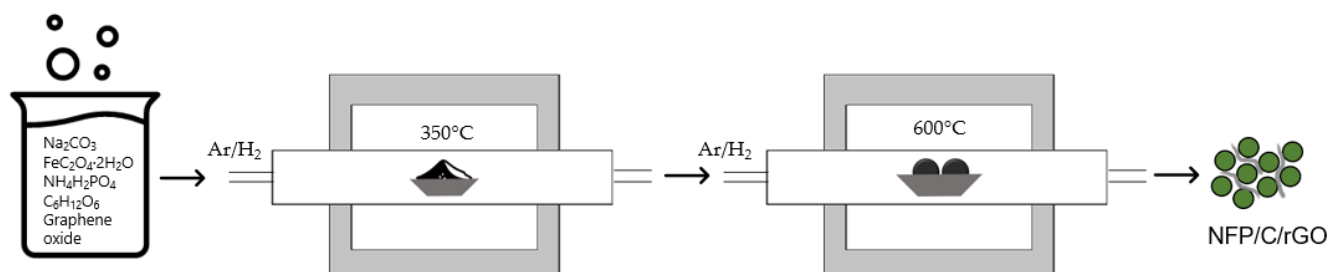 Na₂CO₃
FeC₂O₄·2H₂O
NH₄H₂PO₄
C₆H₁₂O₆
Graphene
oxide
Ar/H₂
350°C
Ar/H₂
600°C
NFP/C/rGO